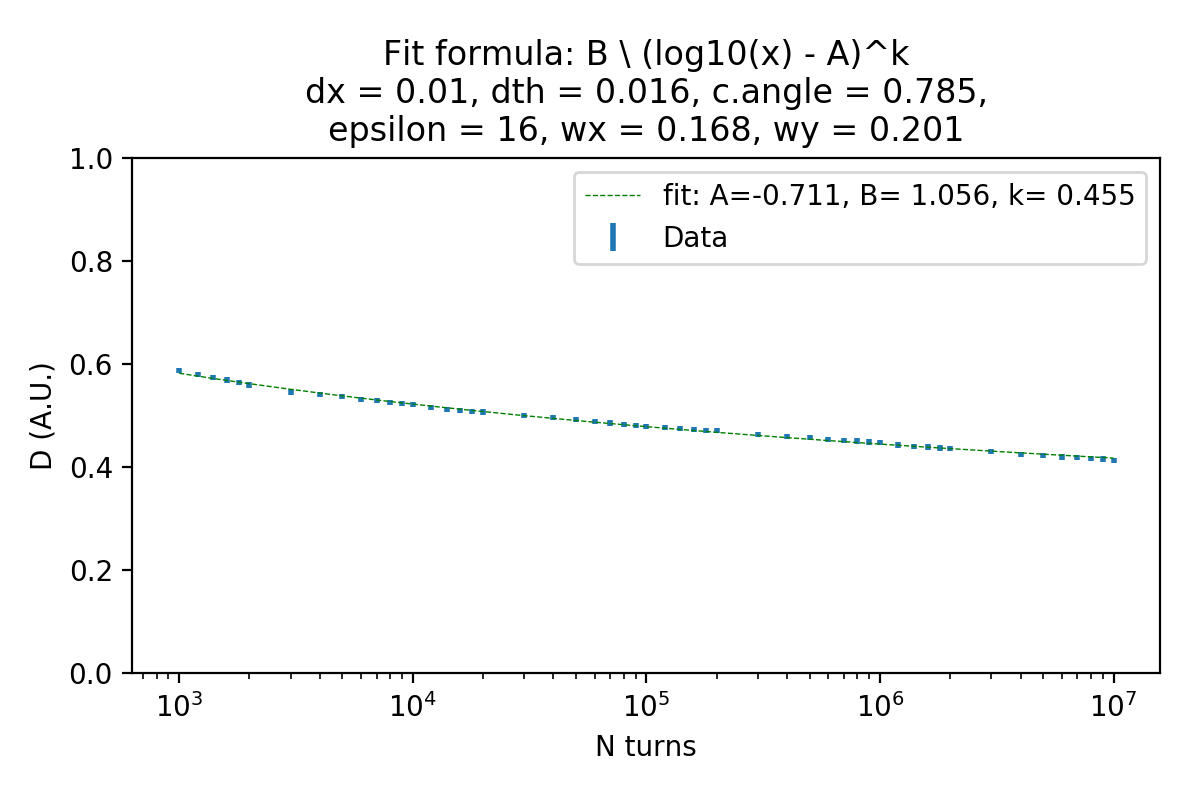 Fit formula: B \ (log10(x) - A)^k
dx = 0.01, dth = 0.016, c.angle = 0.785,
epsilon = 16, wx = 0.168, wy = 0.201
fit: A=-0.711, B= 1.056, k= 0.455
Data
1.0
0.8
0.6
0.4
0.2
0.0
D (A.U.)
10³
10⁴
10⁵
10⁶
10⁷
N turns